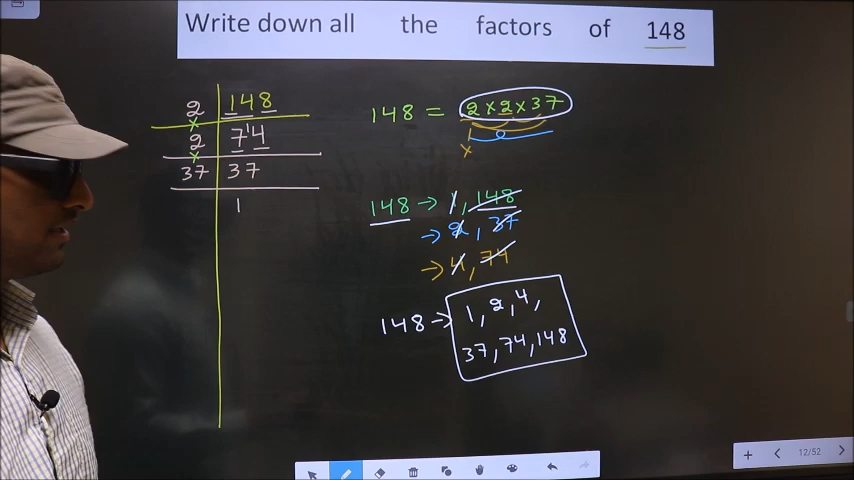 Write down all the factors of 148
2 148
2 7¹4
37 37
1
148 = 2 × 2 × 37
x
148 → 1, 148
→ 2, 37
→ 4, 74
148 → 1, 2, 4,
37, 74, 148
12/52